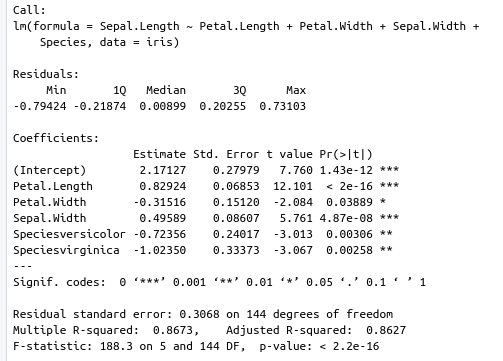 Call:
lm(formula = Sepal.Length ~ Petal.Length + Petal.Width + Sepal.Width +
    Species, data = iris)

Residuals:
     Min       1Q   Median       3Q      Max
-0.79424 -0.21874  0.00899  0.20255  0.73103

Coefficients:
                  Estimate Std. Error t value Pr(>|t|)
(Intercept)        2.17127    0.27979   7.760 1.43e-12 ***
Petal.Length       0.82924    0.06853  12.101  < 2e-16 ***
Petal.Width       -0.31516    0.15120  -2.084  0.03889 *
Sepal.Width        0.49589    0.08607   5.761 4.87e-08 ***
Speciesversicolor -0.72356    0.24017  -3.013  0.00306 **
Speciesvirginica  -1.02350    0.33373  -3.067  0.00258 **
---
Signif. codes:  0 ‘***’ 0.001 ‘**’ 0.01 ‘*’ 0.05 ‘.’ 0.1 ‘ ’ 1

Residual standard error: 0.3068 on 144 degrees of freedom
Multiple R-squared:  0.8673,    Adjusted R-squared:  0.8627
F-statistic: 188.3 on 5 and 144 DF,  p-value: < 2.2e-16